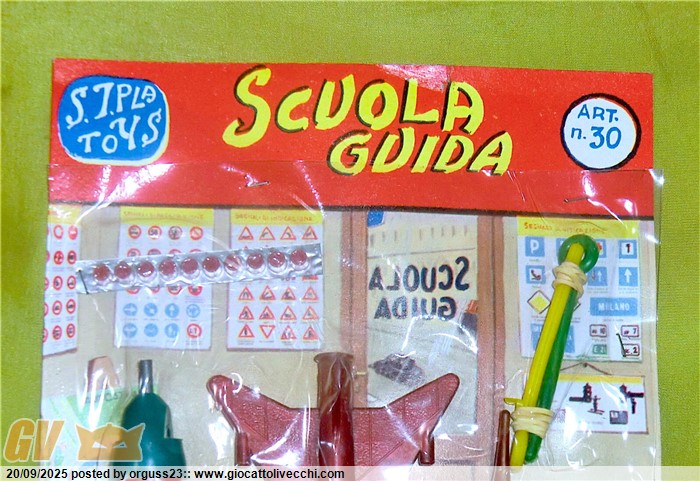 S.I.PLA
TOYS
SCUOLA
GUIDA
ART.
n. 30
SCUOLA
GUIDA
P
1
MILANO
GV
20/09/2025 posted by orguss23:: www.giocattolivecchi.com